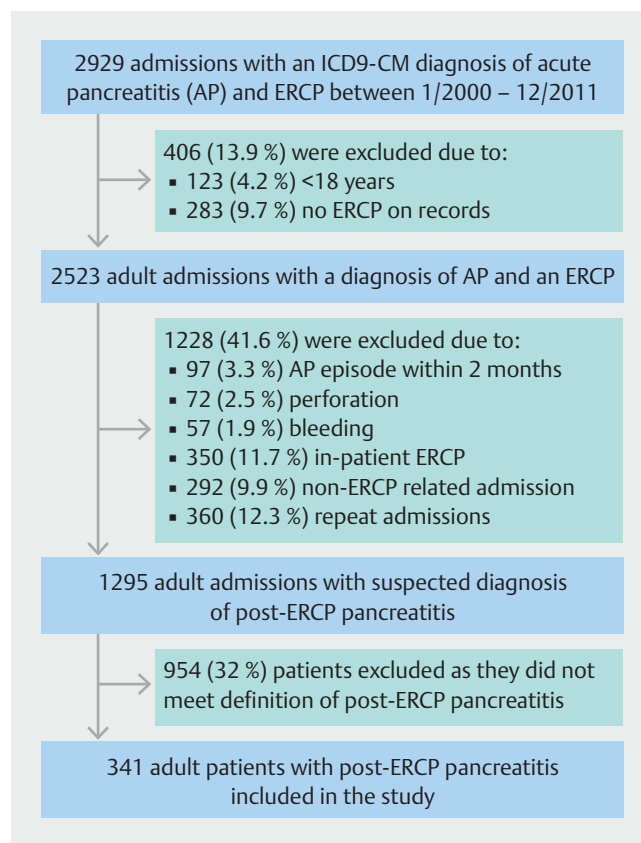 2929 admissions with an ICD9-CM diagnosis of acute
pancreatitis (AP) and ERCP between 1/2000 – 12/2011
406 (13.9 %) were excluded due to:
▪ 123 (4.2 %) <18 years
▪ 283 (9.7 %) no ERCP on records
2523 adult admissions with a diagnosis of AP and an ERCP
1228 (41.6 %) were excluded due to:
▪ 97 (3.3 %) AP episode within 2 months
▪ 72 (2.5 %) perforation
▪ 57 (1.9 %) bleeding
▪ 350 (11.7 %) in-patient ERCP
▪ 292 (9.9 %) non-ERCP related admission
▪ 360 (12.3 %) repeat admissions
1295 adult admissions with suspected diagnosis
of post-ERCP pancreatitis
954 (32 %) patients excluded as they did not
meet definition of post-ERCP pancreatitis
341 adult patients with post-ERCP pancreatitis
included in the study